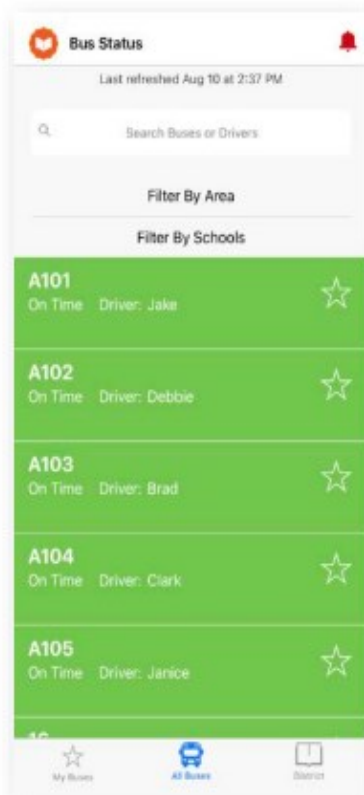 Bus Status
Last refreshed Aug 10 at 2:37 PM
Search Buses or Drivers
Filter By Area
Filter By Schools
A101
On Time Driver: Jake
A102
On Time Driver: Debbie
A103
On Time Driver: Brad
A104
On Time Driver: Clark
A105
On Time Driver: Janice
My Buses All Buses District